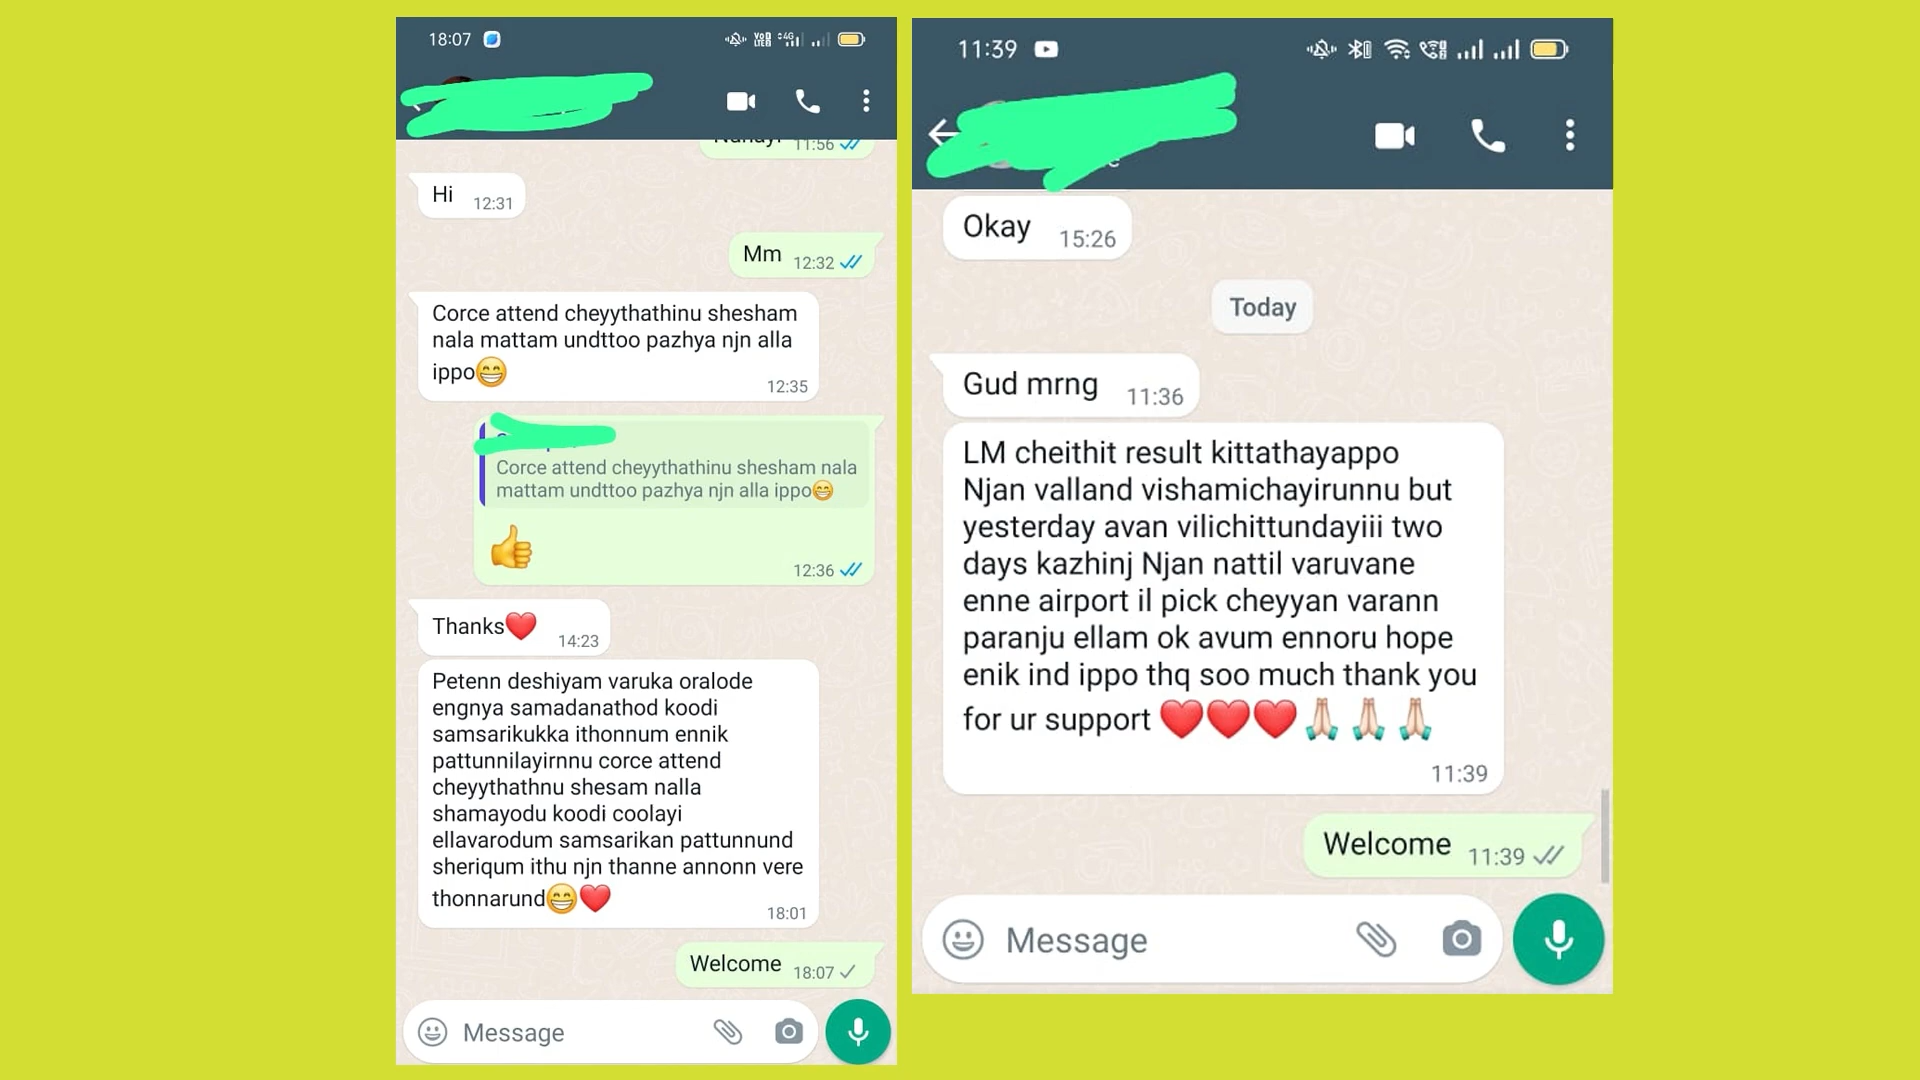 18:07
11:56
Hi 12:31
Mm 12:32
Corce attend cheyythathinu shesham
nala mattam undttoo pazhya njn alla
ippo😁
12:35
Corce attend cheyythathinu shesham nala
mattam undttoo pazhya njn alla ippo😁
👍
12:36
Thanks❤️ 14:23
Petenn deshiyam varuka oralode
engnya samadanathod koodi
samsarikukka ithonnum ennik
pattunnilayirnnu corce attend
cheyythathnu shesam nalla
shamayodu koodi coolayi
ellavarodum samsarikan pattunnund
sheriqum ithu njn thanne annonn vere
thonnarund😁❤️
18:01
Welcome 18:07
Message
11:39
Okay 15:26
Today
Gud mrng 11:36
LM cheithit result kittathayappo
Njan valland vishamichayirunnu but
yesterday avan vilichittundayiii two
days kazhinj Njan nattil varuvane
enne airport il pick cheyyan varann
paranju ellam ok avum ennoru hope
enik ind ippo thq soo much thank you
for ur support ❤️❤️❤️🙏🏻🙏🏻🙏🏻
11:39
Welcome 11:39
Message